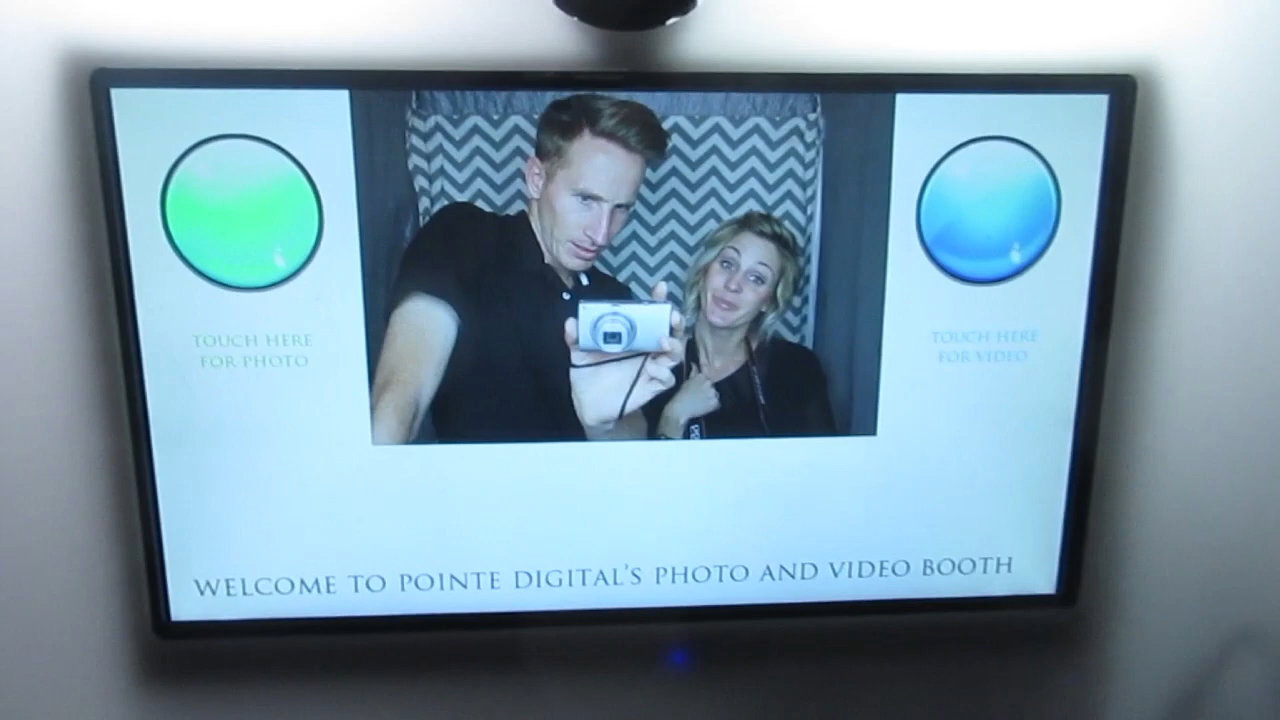 TOUCH HERE
FOR PHOTO
TOUCH HERE
FOR VIDEO
WELCOME TO POINTE DIGITAL'S PHOTO AND VIDEO BOOTH